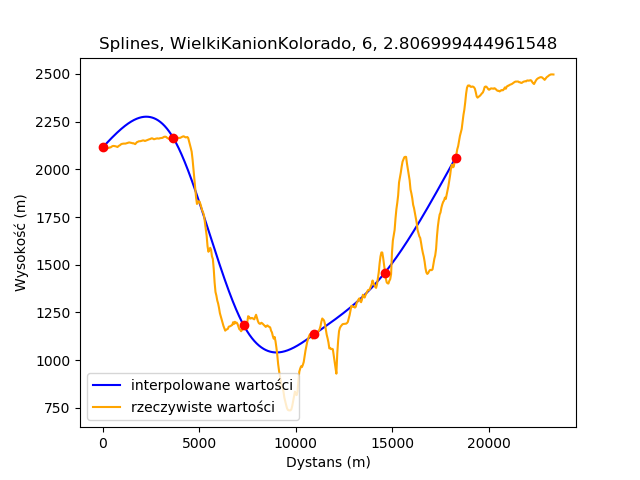 Splines, WielkiKanionKolorado, 6, 2.806999444961548
Wysokość (m)
2500
2250
2000
1750
1500
1250
1000
750
interpolowane wartości
rzeczywiste wartości
0 5000 10000 15000 20000
Dystans (m)